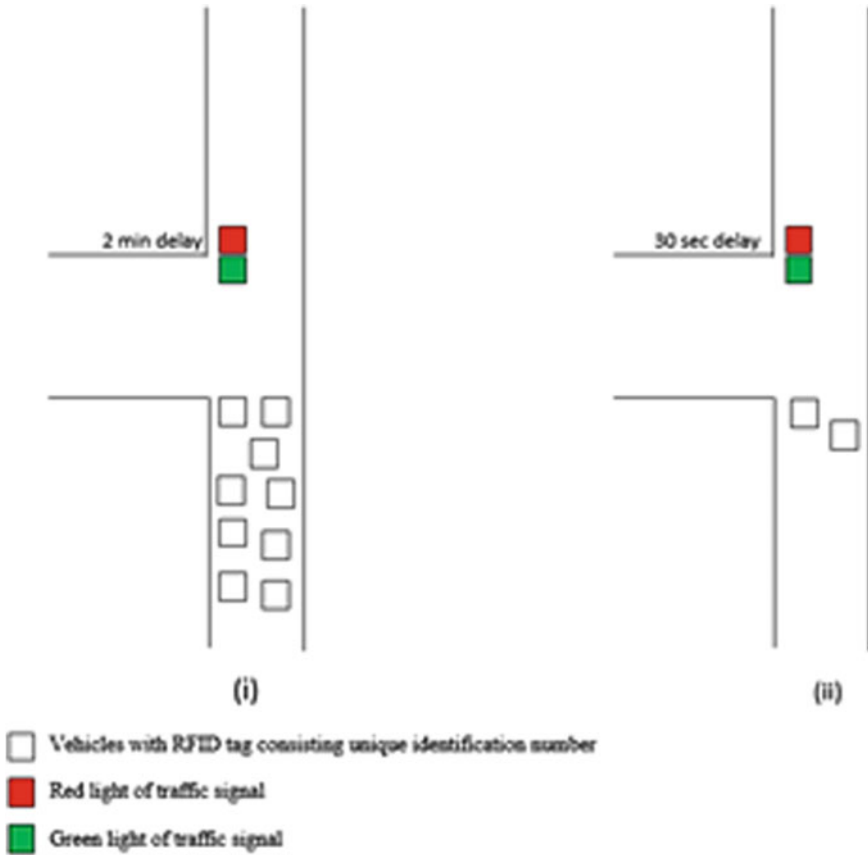 2 min delay
30 sec delay
(i)
(ii)
Vehicles with RFID tag consisting unique identification number
Red light of traffic signal
Green light of traffic signal